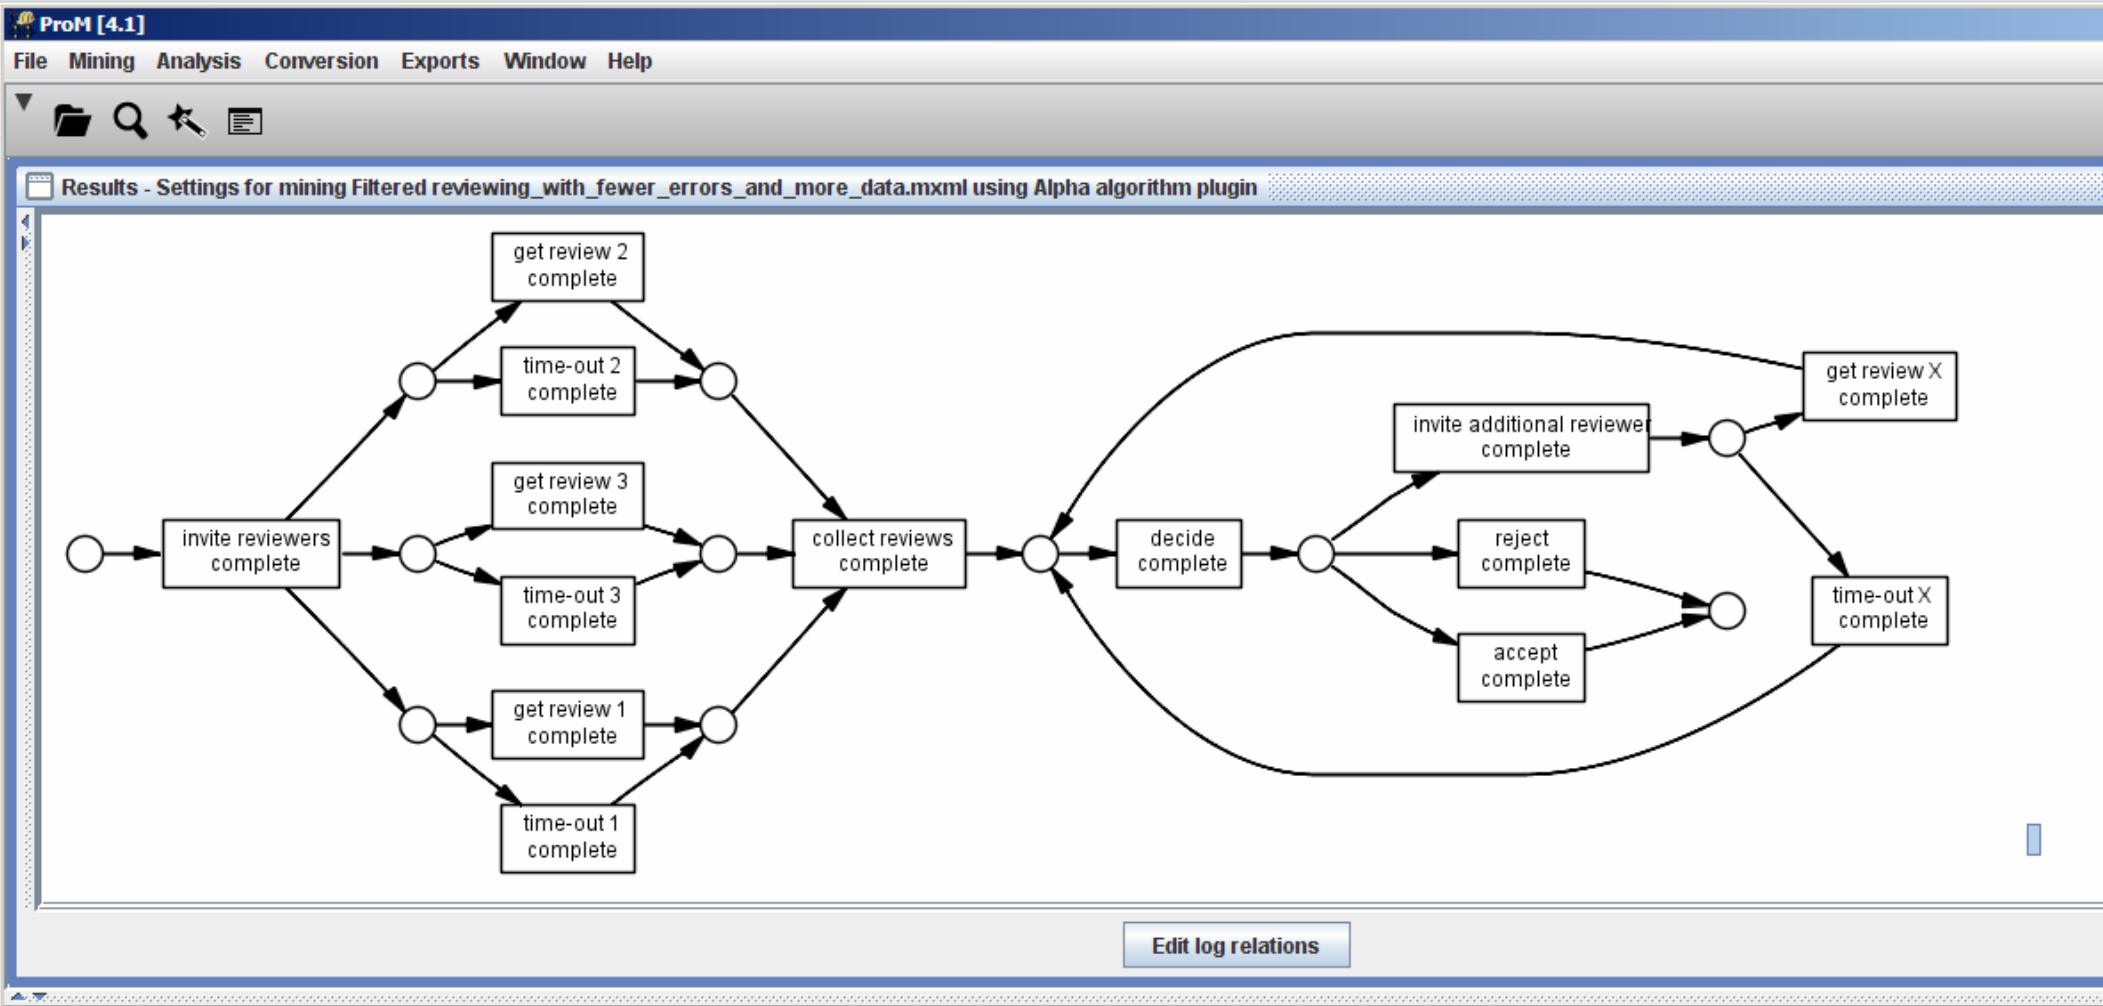 ProM [4.1]
File Mining Analysis Conversion Exports Window Help
Results - Settings for mining Filtered reviewing_with_fewer_errors_and_more_data.mxml using Alpha algorithm plugin
get review 2
complete
time-out 2
complete
get review 3
complete
invite reviewers
complete
time-out 3
complete
get review 1
complete
time-out 1
complete
collect reviews
complete
decide
complete
invite additional reviewer
complete
reject
complete
accept
complete
get review X
complete
time-out X
complete
Edit log relations